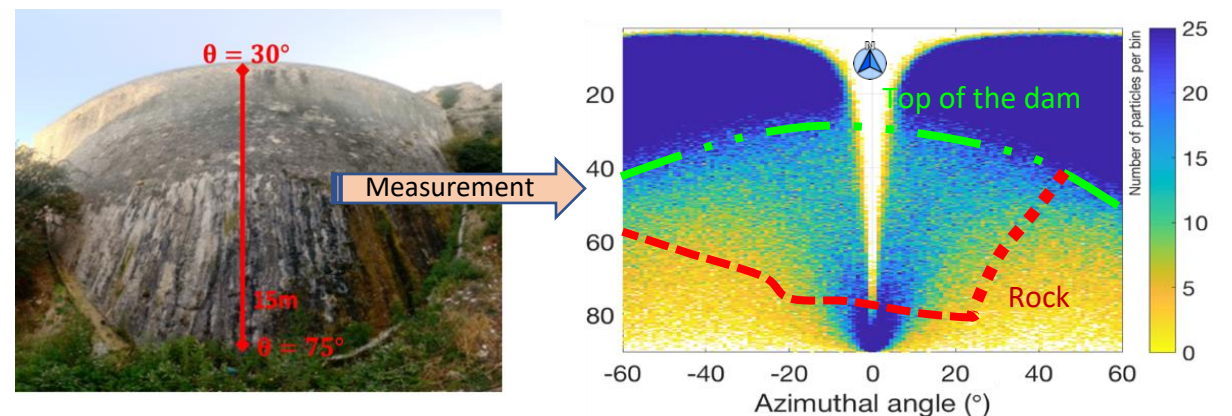 θ = 30°
15m
θ = 75°
Measurement
N
Top of the dam
Rock
20
40
60
80
-60
-40
-20
0
20
40
60
Azimuthal angle (°)
25
20
15
10
5
0
Number of particles per bin